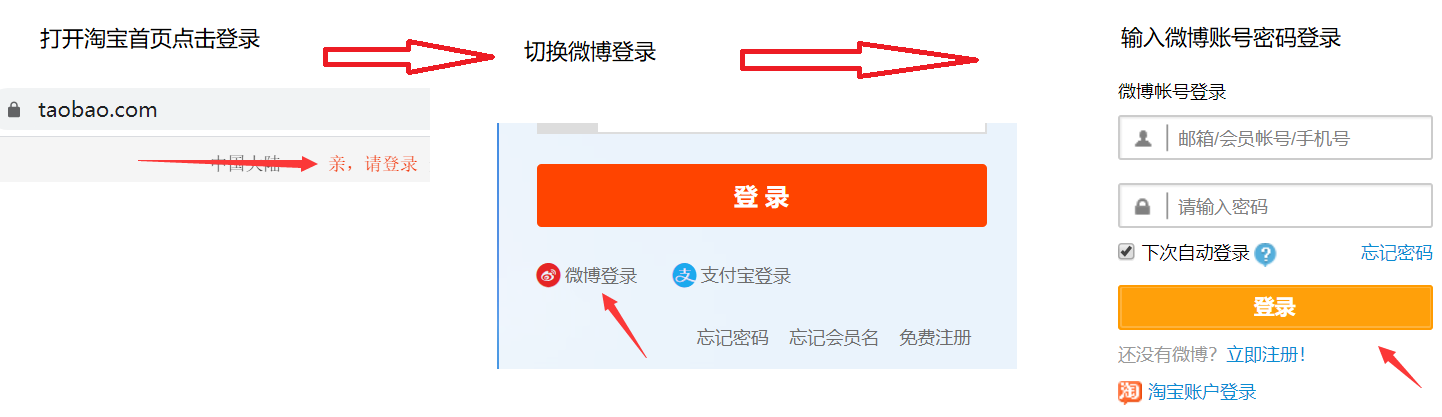 打开淘宝首页点击登录
taobao.com
中国大陆
亲，请登录
切换微博登录
登 录
微博登录
支付宝登录
忘记密码
忘记会员名
免费注册
输入微博账号密码登录
微博帐号登录
邮箱/会员帐号/手机号
请输入密码
下次自动登录
?
忘记密码
登录
还没有微博？立即注册！
淘 淘宝账户登录